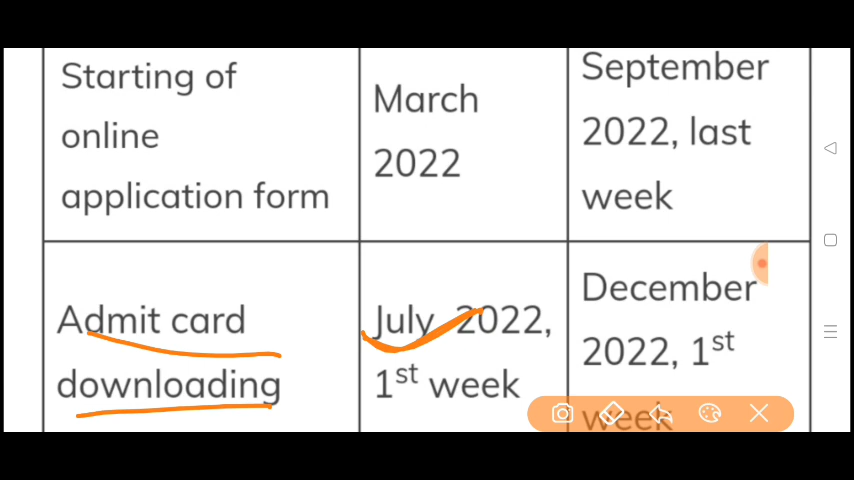 Starting of
online
application form
March
2022
September
2022, last
week
Admit card
downloading
July 2022,
1st week
December
2022, 1st
week